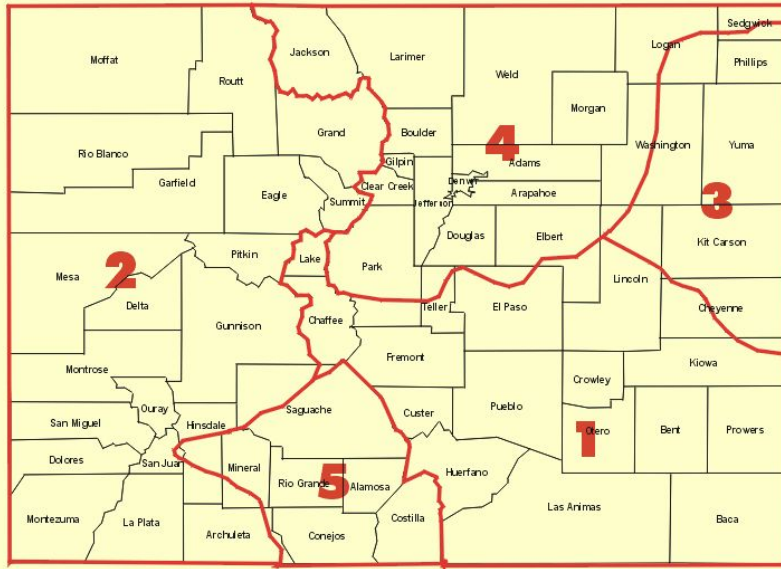 Sedgwick
Jackson
Logan
Moffat
Larimer
Routt
Weld
Phillips
Morgan
Grand
Boulder
4
Washington
Yuma
Rio Blanco
Gilpin
Adams
Garfield
Denver
Eagle
Clear Creek
Arapahoe
Summit
Jefferson
3
Douglas
Elbert
Kit Carson
Pitkin
Lake
Park
Mesa
2
Lincoln
Delta
Teller
El Paso
Cheyenne
Chaffee
Gunnison
Fremont
Kiowa
Montrose
Crowley
Ouray
Saguache
Custer
Pueblo
San Miguel
Hinsdale
1
Otero
Bent
Prowers
Dolores
San Juan
Mineral
Rio Grande
5
Alamosa
Huerfano
Las Animas
Montezuma
La Plata
Costilla
Baca
Archuleta
Conejos